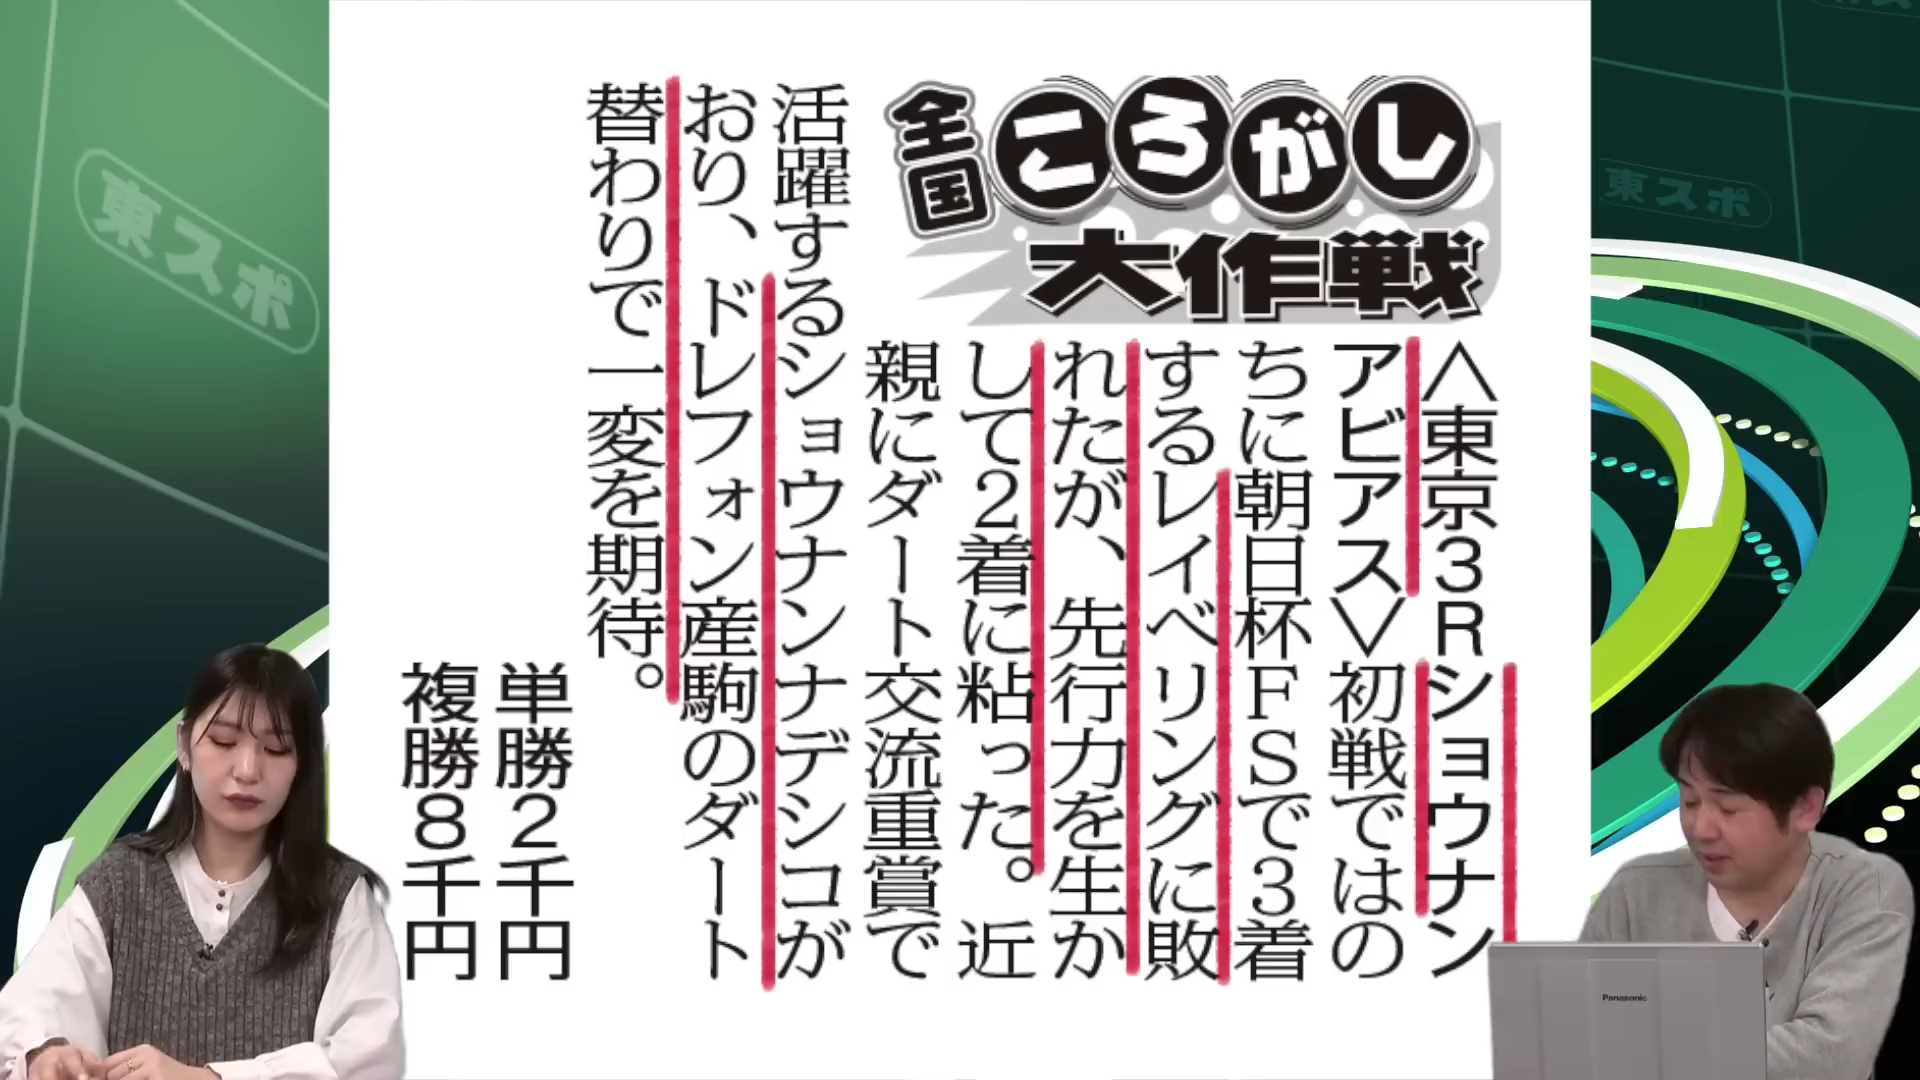 全国ころがし
大作戦
〈東京3Rショウナン
アビアス〉初戦ではの
ちに朝日杯FSで3着
するレイベリングに敗
れたが、先行力を生か
して2着に粘った。近
親にダート交流重賞で
活躍するショウナンナデシコが
おり、ドレフォン産駒のダート
替わりで一変を期待。
単勝2千円
複勝8千円
東スポ
東スポ
Panasonic